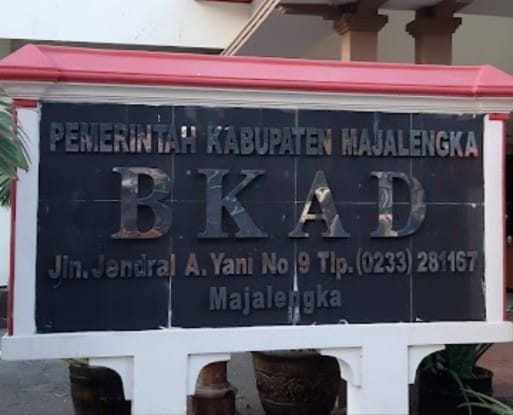 PEMERINTAH KABUPATEN MAJALENGKA
BKAD
Jln. Jendral A. Yani No 9 Tlp. (0233) 281167
Majalengka